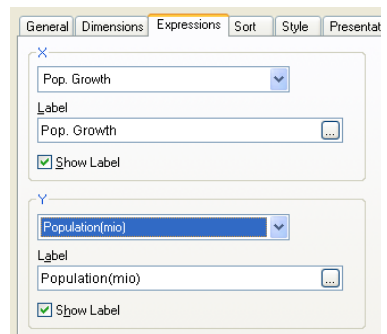 General Dimensions Expressions Sort Style Presentat
X
Pop. Growth
Label
Pop. Growth
...
Show Label
Y
Population(mio)
Label
Population(mio)
...
Show Label